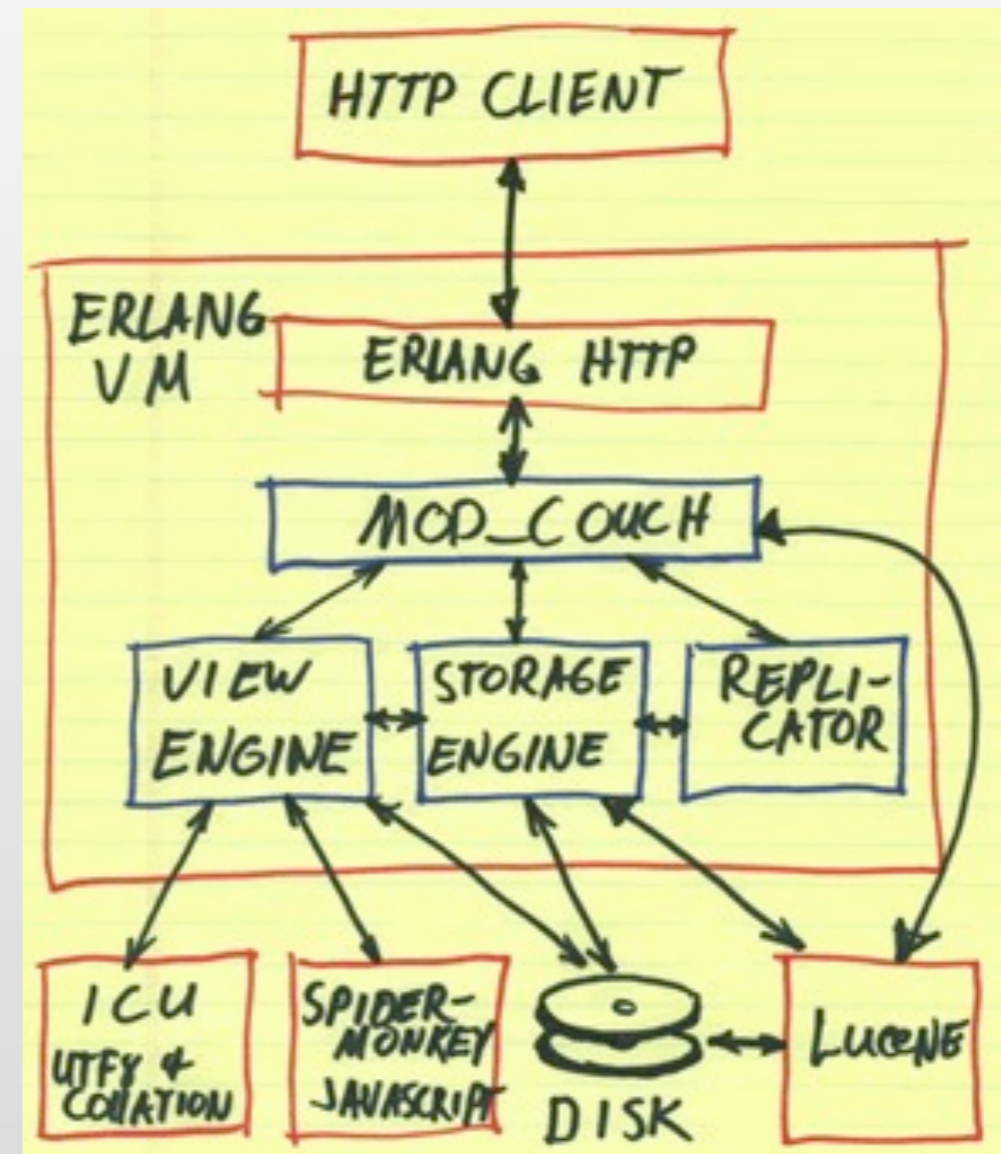 HTTP CLIENT
ERLANG
VM
ERLANG HTTP
MOD_COUCH
VIEW
ENGINE
STORAGE
ENGINE
REPLI-
CATOR
ICU
UTF8 &
COLLATION
SPIDER-
MONKEY
JAVASCRIPT
DISK
LUCENE